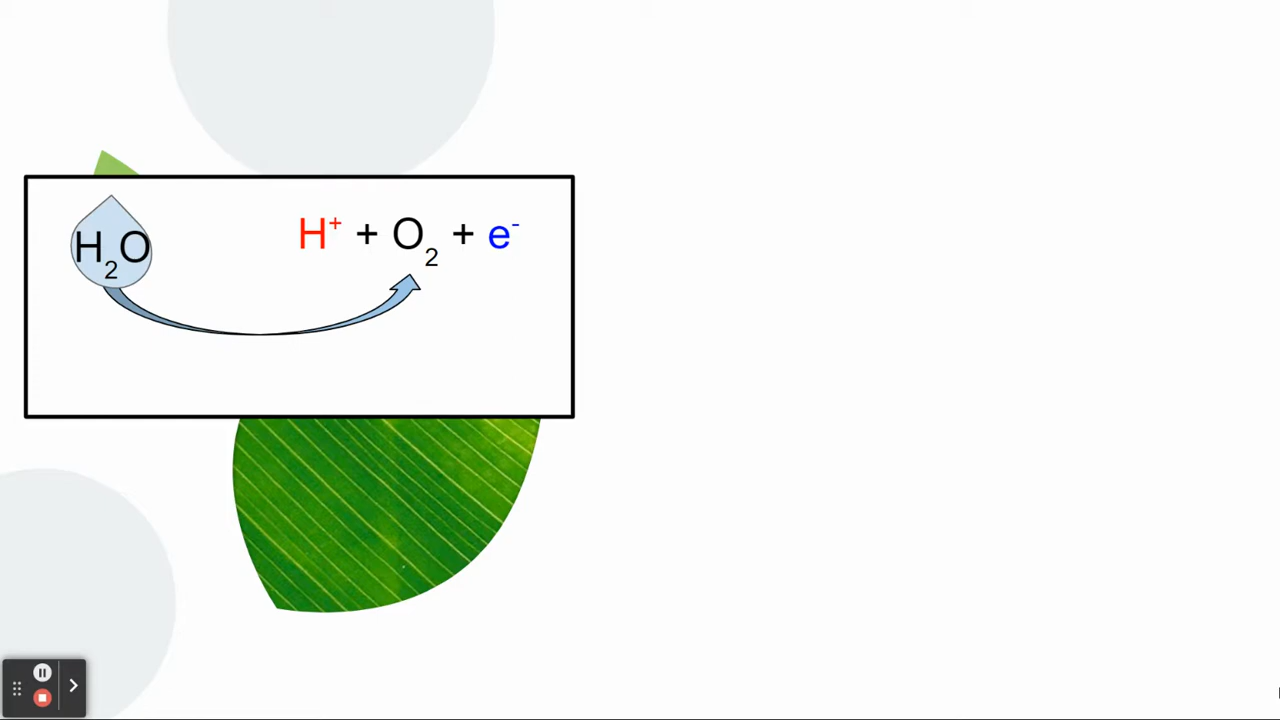 H₂O H⁺ + O₂ + e⁻